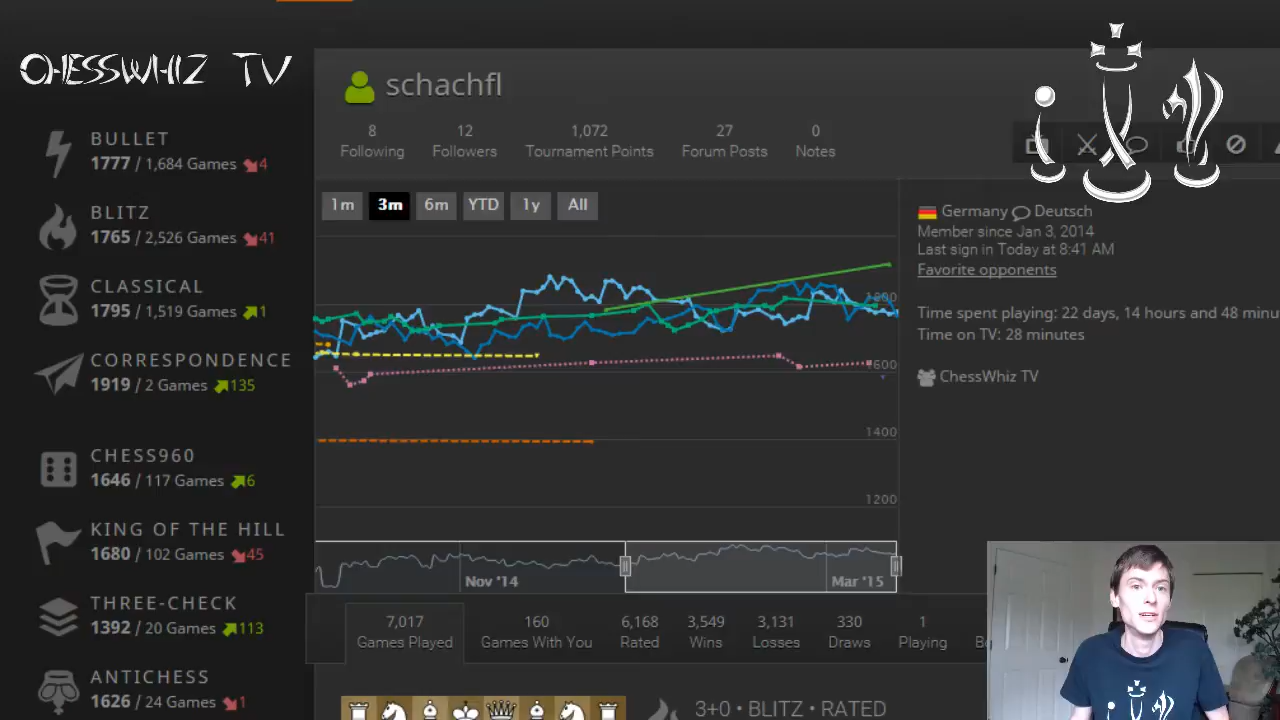 CHESSWHIZ TV
schachfl
8 Following
12 Followers
1,072 Tournament Points
27 Forum Posts
0 Notes
BULLET
1777 / 1,684 Games 4
BLITZ
1765 / 2,526 Games 41
CLASSICAL
1795 / 1,519 Games 1
CORRESPONDENCE
1919 / 2 Games 135
CHESS960
1646 / 117 Games 6
KING OF THE HILL
1680 / 102 Games 45
THREE-CHECK
1392 / 20 Games 113
ANTICHESS
1626 / 24 Games 1
1m 3m 6m YTD 1y All
1800
1600
1400
1200
Nov '14 Mar '15
Germany Deutsch
Member since Jan 3, 2014
Last sign in Today at 8:41 AM
Favorite opponents
Time spent playing: 22 days, 14 hours and 48 minu
Time on TV: 28 minutes
ChessWhiz TV
7,017 Games Played
160 Games With You
6,168 Rated
3,549 Wins
3,131 Losses
330 Draws
1 Playing
3+0 • BLITZ • RATED